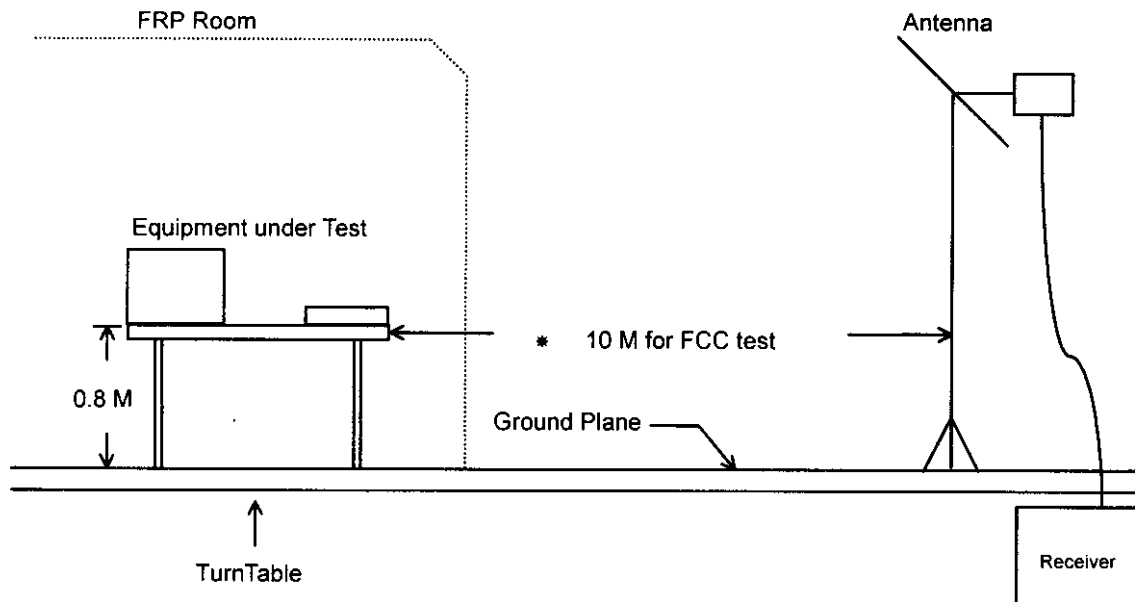 FRP Room
Antenna
Equipment under Test
* 10 M for FCC test
0.8 M
Ground Plane
TurnTable
Receiver